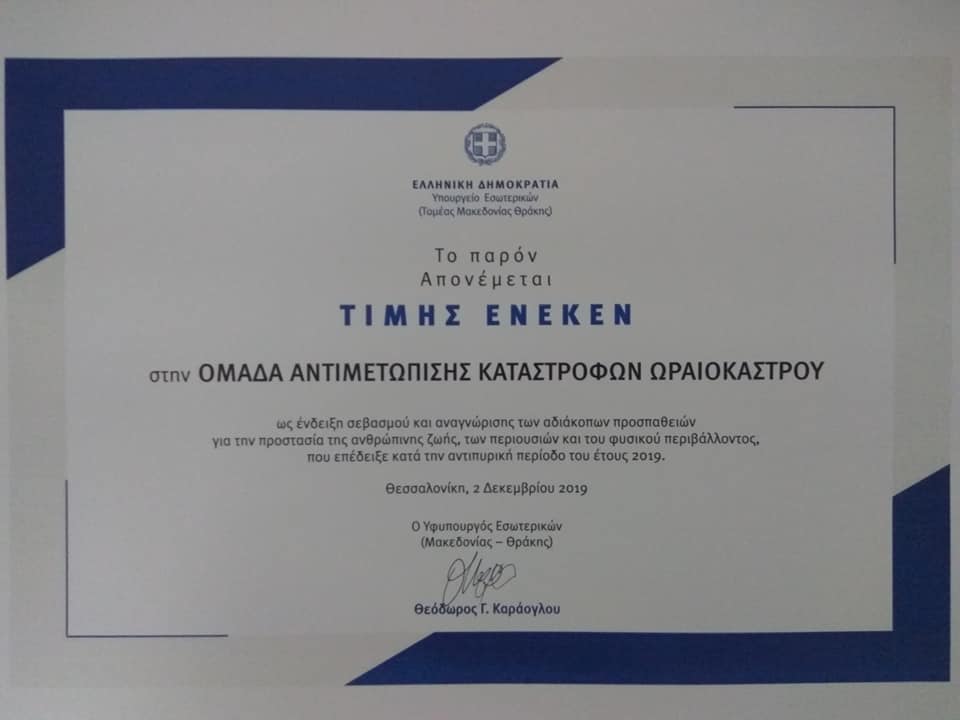 ΕΛΛΗΝΙΚΗ ΔΗΜΟΚΡΑΤΙΑ
Υπουργείο Εσωτερικών
(Τομέας Μακεδονίας Θράκης)
Το παρόν
Απονέμεται
ΤΙΜΗΣ ΕΝΕΚΕΝ
στην ΟΜΑΔΑ ΑΝΤΙΜΕΤΩΠΙΣΗΣ ΚΑΤΑΣΤΡΟΦΩΝ ΩΡΑΙΟΚΑΣΤΡΟΥ
ως ένδειξη σεβασμού και αναγνώρισης των αδιάκοπων προσπαθειών
για την προστασία της ανθρώπινης ζωής, των περιουσιών και του φυσικού περιβάλλοντος,
που επέδειξε κατά την αντιπυρική περίοδο του έτους 2019.
Θεσσαλονίκη, 2 Δεκεμβρίου 2019
Ο Υφυπουργός Εσωτερικών
(Μακεδονίας – Θράκης)
Θεόδωρος Γ. Καράογλου